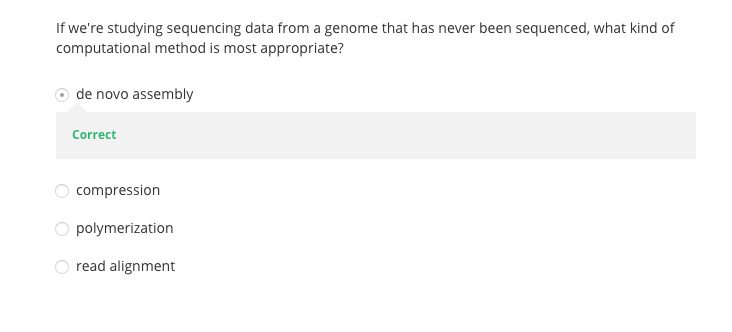 If we're studying sequencing data from a genome that has never been sequenced, what kind of
computational method is most appropriate?
de novo assembly
Correct
compression
polymerization
read alignment